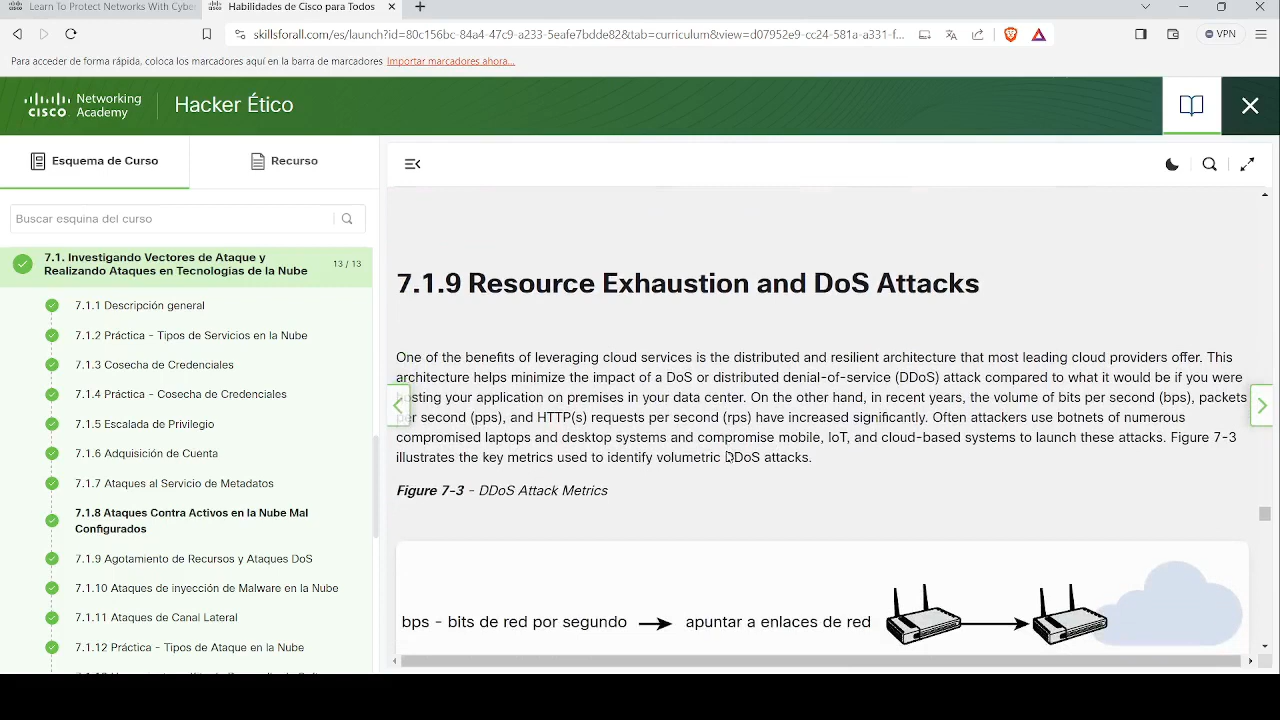 Learn To Protect Networks With Cyber
Habilidades de Cisco para Todos
skillsforall.com/es/launch?id=80c156bc-84a4-47c9-a233-5eafe7bdde82&tab=curriculum&view=d07952e9-cc24-581a-a331-f...
VPN
Para acceder de forma rápida, coloca los marcadores aquí en la barra de marcadores Importar marcadores ahora...
CISCO Networking Academy
Hacker Ético
Esquema de Curso
Recurso
Buscar esquina del curso
7.1. Investigando Vectores de Ataque y
Realizando Ataques en Tecnologías de la Nube
13 / 13
7.1.1 Descripción general
7.1.2 Práctica - Tipos de Servicios en la Nube
7.1.3 Cosecha de Credenciales
7.1.4 Práctica - Cosecha de Credenciales
7.1.5 Escalada de Privilegio
7.1.6 Adquisición de Cuenta
7.1.7 Ataques al Servicio de Metadatos
7.1.8 Ataques Contra Activos en la Nube Mal
Configurados
7.1.9 Agotamiento de Recursos y Ataques DoS
7.1.10 Ataques de inyección de Malware en la Nube
7.1.11 Ataques de Canal Lateral
7.1.12 Práctica - Tipos de Ataque en la Nube
7.1.9 Resource Exhaustion and DoS Attacks
One of the benefits of leveraging cloud services is the distributed and resilient architecture that most leading cloud providers offer. This
architecture helps minimize the impact of a DoS or distributed denial-of-service (DDoS) attack compared to what it would be if you were
hosting your application on premises in your data center. On the other hand, in recent years, the volume of bits per second (bps), packets
per second (pps), and HTTP(s) requests per second (rps) have increased significantly. Often attackers use botnets of numerous
compromised laptops and desktop systems and compromise mobile, IoT, and cloud-based systems to launch these attacks. Figure 7-3
illustrates the key metrics used to identify volumetric DDoS attacks.
Figure 7-3 - DDoS Attack Metrics
bps - bits de red por segundo
apuntar a enlaces de red